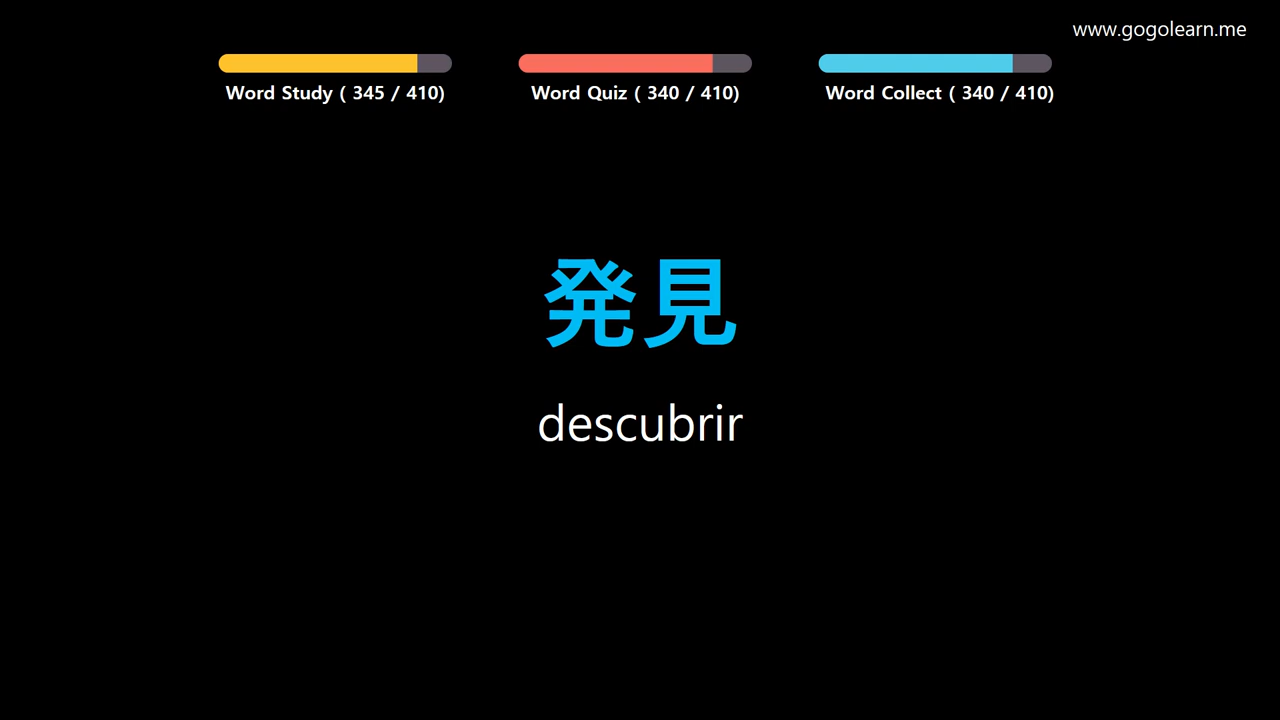 www.gogolearn.me
Word Study ( 345 / 410)
Word Quiz ( 340 / 410)
Word Collect ( 340 / 410)
発見
descubrir